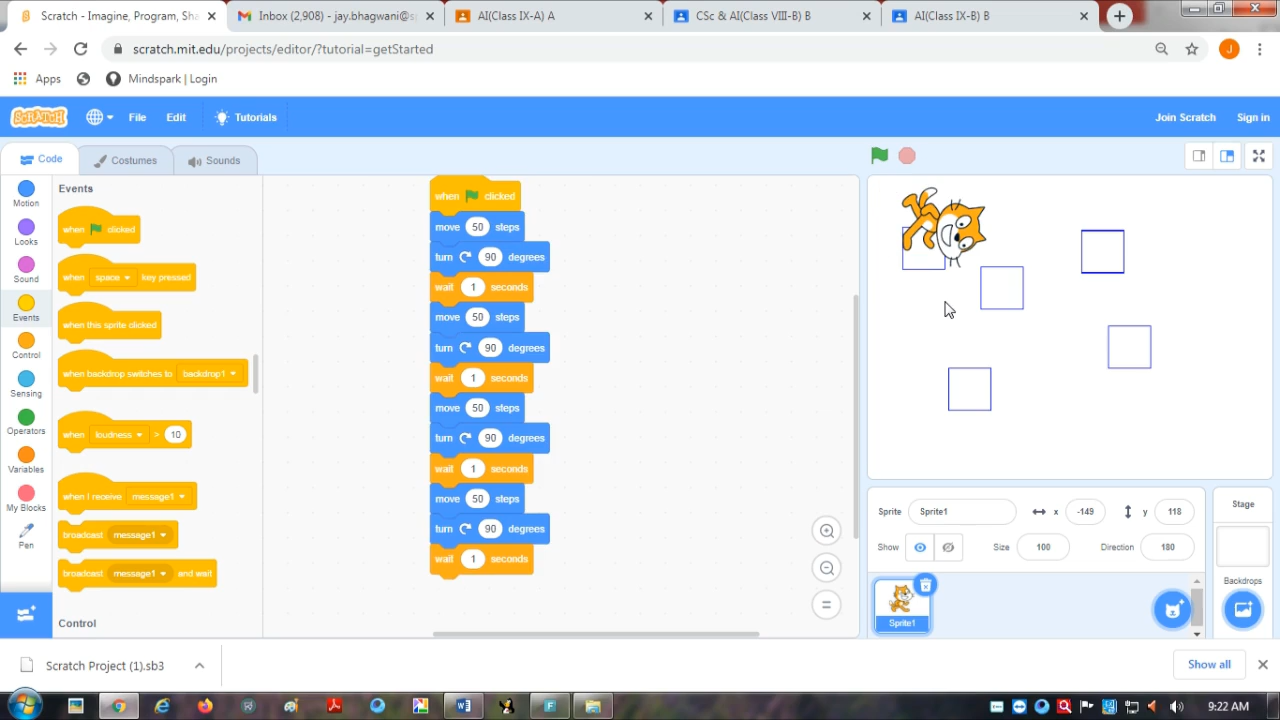 Scratch - Imagine, Program, Sha
Inbox (2,908) - jay.bhagwani@s
AI(Class IX-A) A
CSc & AI(Class VIII-B) B
AI(Class IX-B) B
scratch.mit.edu/projects/editor/?tutorial=getStarted
J
Apps
Mindspark | Login
SCRATCH
File
Edit
Tutorials
Join Scratch
Sign in
Code
Costumes
Sounds
Motion
Looks
Sound
Events
Control
Sensing
Operators
Variables
My Blocks
Pen
Events
when clicked
when space key pressed
when this sprite clicked
when backdrop switches to backdrop1
when loudness > 10
when I receive message1
broadcast message1
broadcast message1 and wait
Control
when clicked
move 50 steps
turn 90 degrees
wait 1 seconds
move 50 steps
turn 90 degrees
wait 1 seconds
move 50 steps
turn 90 degrees
wait 1 seconds
move 50 steps
turn 90 degrees
wait 1 seconds
Sprite Sprite1 x -149 y 118
Show Size 100 Direction 180
Sprite1
Stage
Backdrops
Scratch Project (1).sb3
Show all
9:22 AM